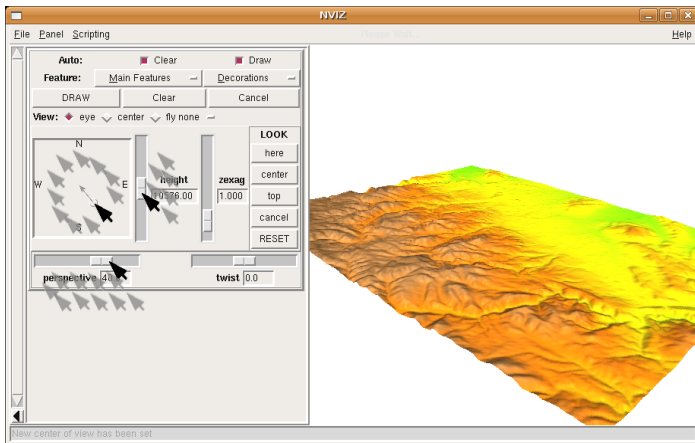 NVIZ
File Panel Scripting Please Wait... Help
Auto: Clear Draw
Feature: Main Features Decorations
DRAW Clear Cancel
View: eye center fly none
N
W E
S
height
zexag 1.000
LOOK
here
center
top
cancel
RESET
perspective
twist 0.0
New center of view has been set